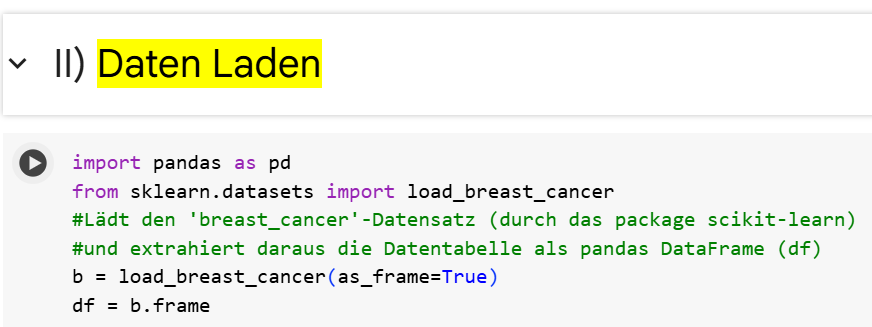 II) Daten Laden
import pandas as pd
from sklearn.datasets import load_breast_cancer
#Lädt den 'breast_cancer'-Datensatz (durch das package scikit-learn)
#und extrahiert daraus die Datentabelle als pandas DataFrame (df)
b = load_breast_cancer(as_frame=True)
df = b.frame